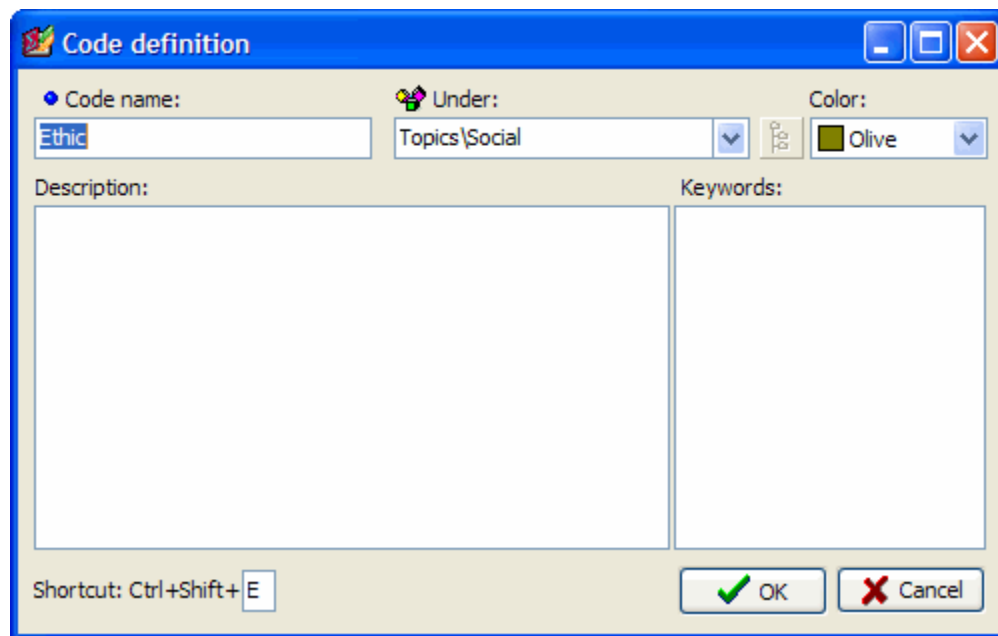 Code definition
Code name: Under: Color:
Ethic Topics\Social Olive
Description: Keywords:
Shortcut: Ctrl+Shift+ E OK Cancel